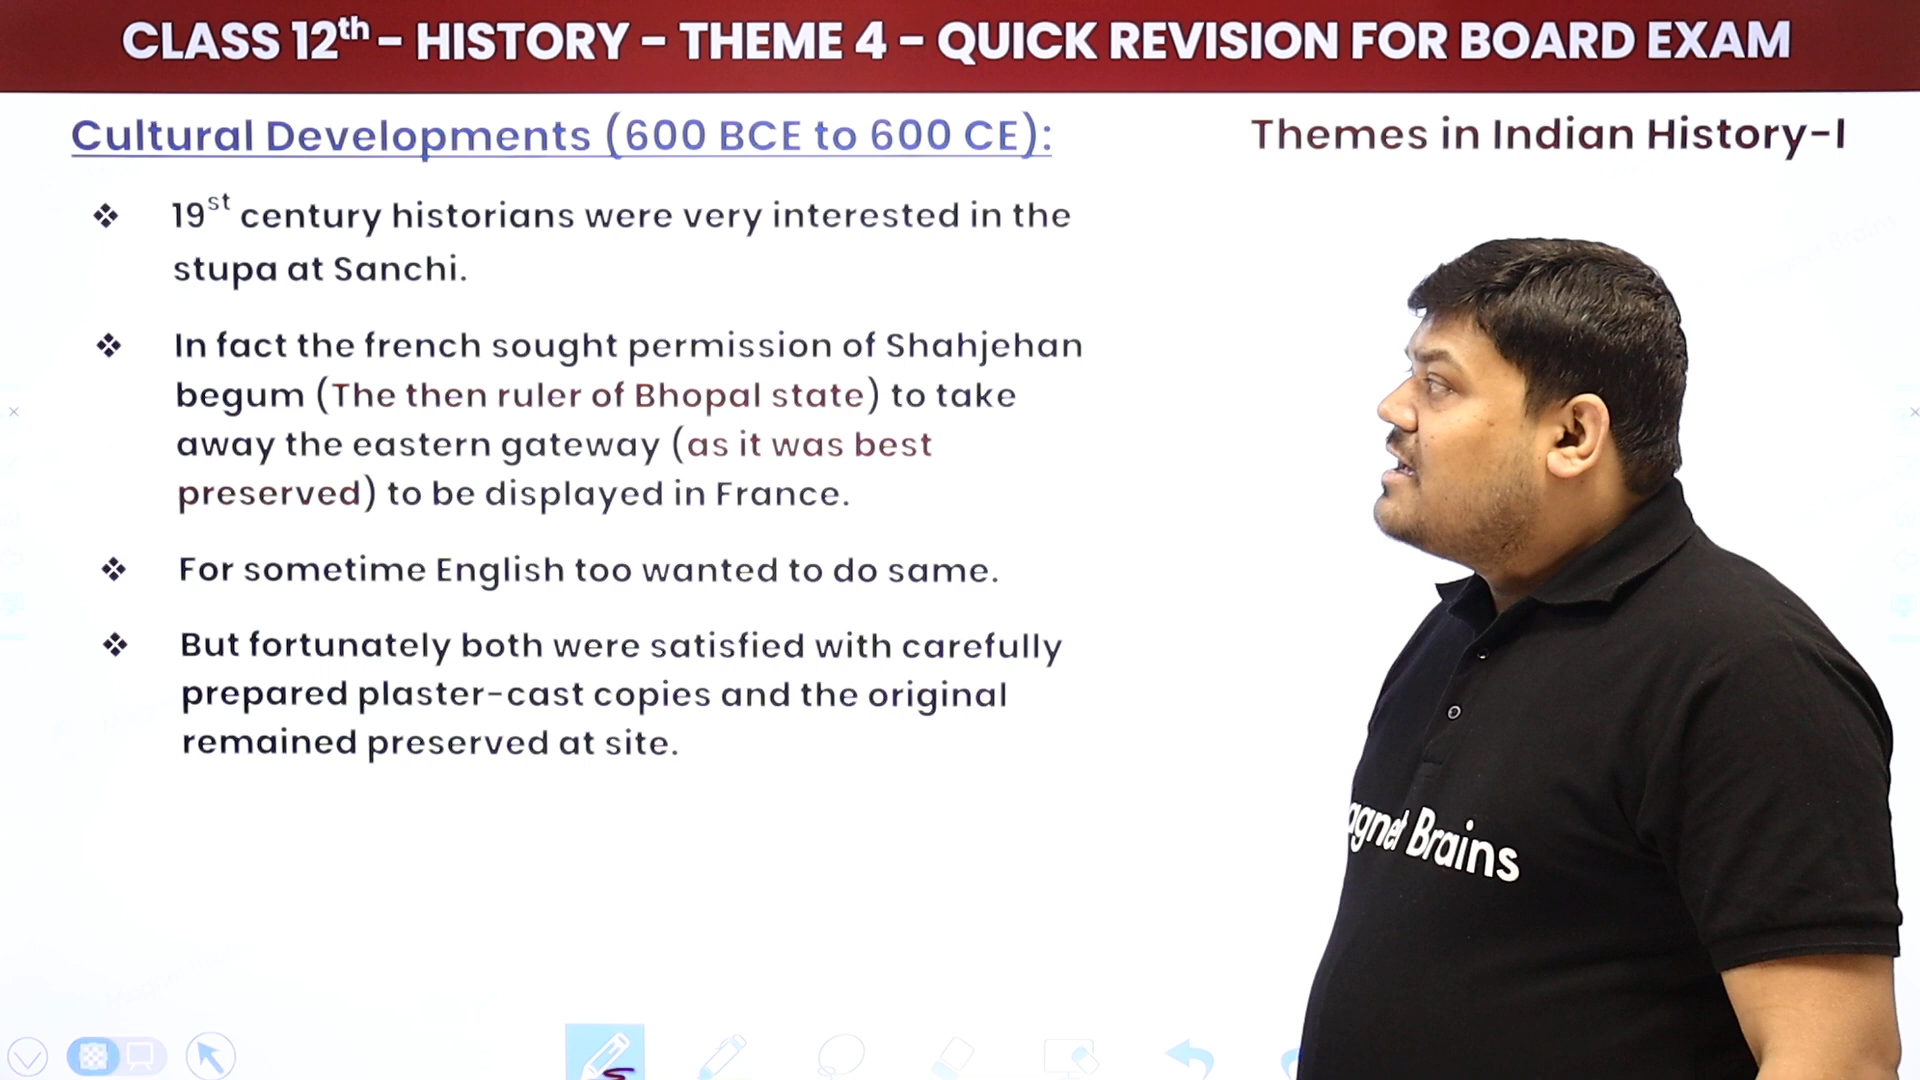 CLASS 12th - HISTORY - THEME 4 - QUICK REVISION FOR BOARD EXAM
Cultural Developments (600 BCE to 600 CE):
Themes in Indian History-I
❖ 19st century historians were very interested in the
stupa at Sanchi.
❖ In fact the french sought permission of Shahjehan
begum (The then ruler of Bhopal state) to take
away the eastern gateway (as it was best
preserved) to be displayed in France.
❖ For sometime English too wanted to do same.
❖ But fortunately both were satisfied with carefully
prepared plaster-cast copies and the original
remained preserved at site.
agnet Brains